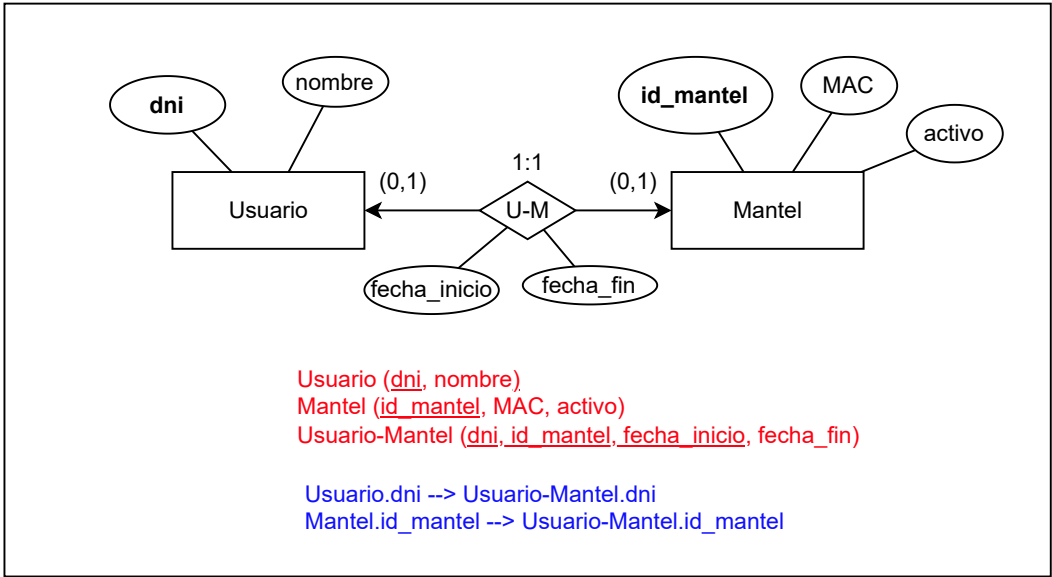 dni
nombre
id_mantel
MAC
activo
1:1
(0,1)
(0,1)
Usuario
U-M
Mantel
fecha_inicio
fecha_fin
Usuario (dni, nombre)
Mantel (id_mantel, MAC, activo)
Usuario-Mantel (dni, id_mantel, fecha_inicio, fecha_fin)
Usuario.dni --> Usuario-Mantel.dni
Mantel.id_mantel --> Usuario-Mantel.id_mantel